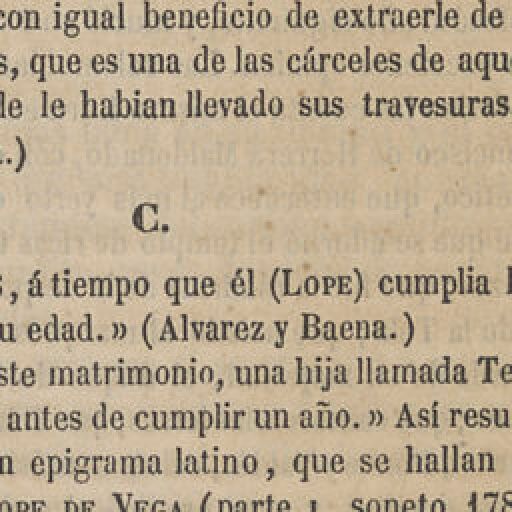 con igual beneficio de extraerle de
s, que es una de las cárceles de aqu
de le habian llevado sus travesuras
..)
C.
, á tiempo que él (LOPE) cumplia
u edad.» (Alvarez y Baena.)
ste matrimonio, una hija llamada Te
antes de cumplir un año.» Así resu
n epigrama latino, que se hallan
OPE DE VEGA (parte I, soneto 178